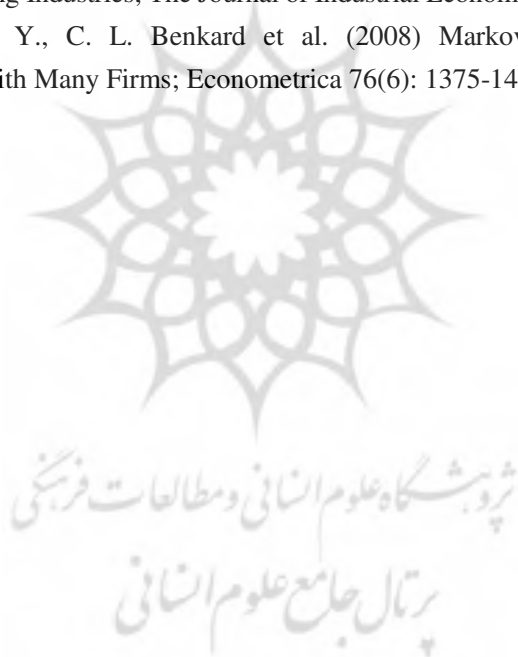 ng Industries; The Journal of Industrial Econom
Y., C. L. Benkard et al. (2008) Markov
ith Many Firms; Econometrica 76(6): 1375-14
پژوهشگاه علوم انسانی و مطالعات فرهنگی
پرتال جامع علوم انسانی